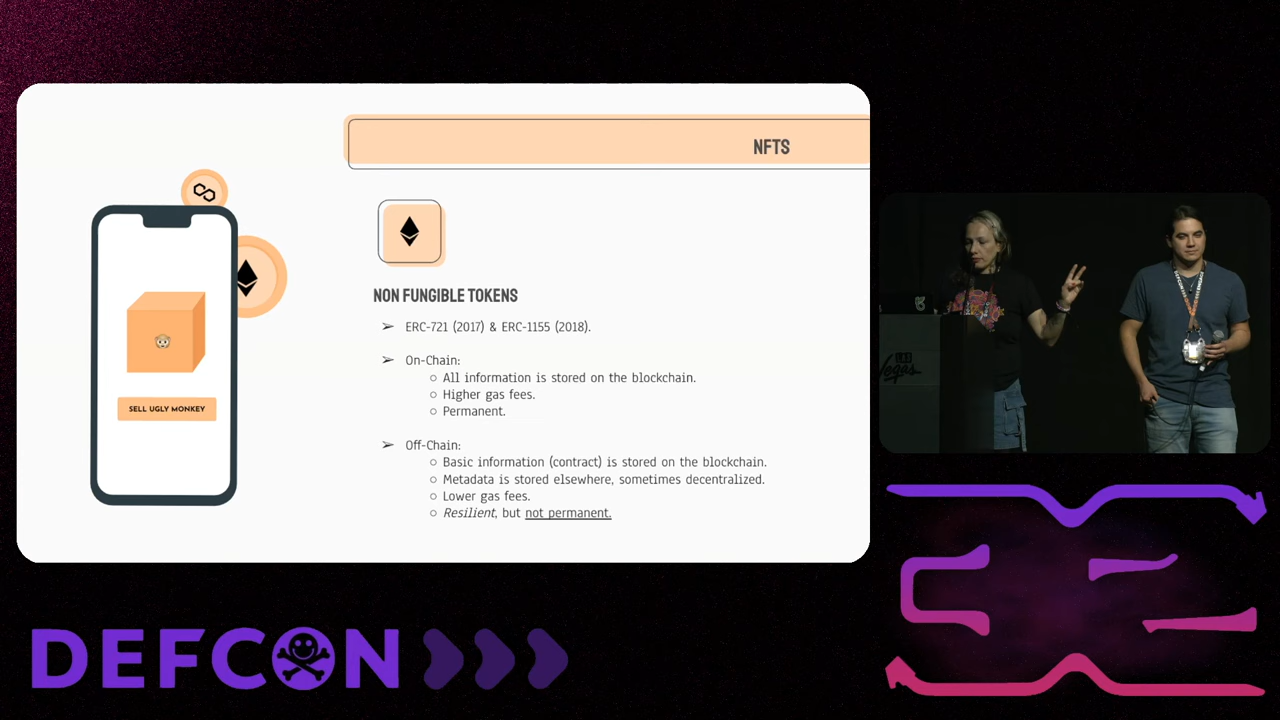 NFTS
NON FUNGIBLE TOKENS
➢ ERC-721 (2017) & ERC-1155 (2018).
➢ On-Chain:
○ All information is stored on the blockchain.
○ Higher gas fees.
○ Permanent.
➢ Off-Chain:
○ Basic information (contract) is stored on the blockchain.
○ Metadata is stored elsewhere, sometimes decentralized.
○ Lower gas fees.
○ Resilient, but not permanent.
SELL UGLY MONKEY
Vegas
DEFCON